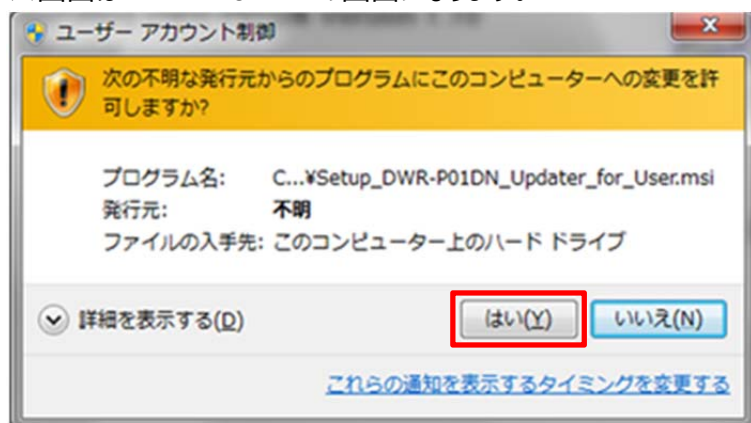 ユーザー アカウント制御
次の不明な発行元からのプログラムにこのコンピューターへの変更を許
可しますか?
プログラム名: C...¥Setup_DWR-P01DN_Updater_for_User.msi
発行元: 不明
ファイルの入手先: このコンピューター上のハード ドライブ
詳細を表示する(D)
はい(Y)
いいえ(N)
これらの通知を表示するタイミングを変更する